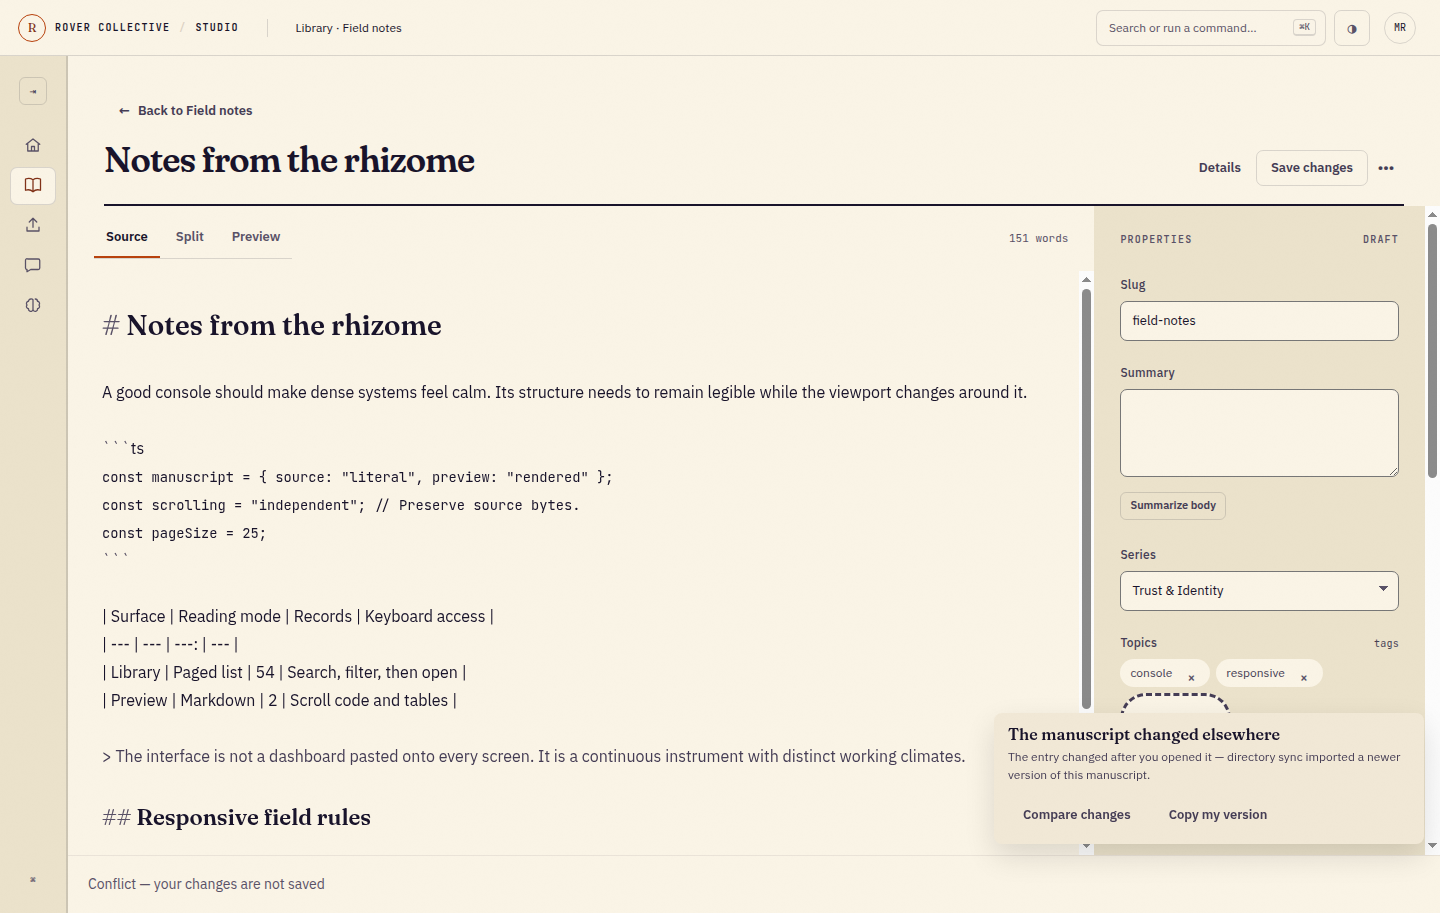 R ROVER COLLECTIVE / STUDIO
Library · Field notes
Search or run a command... ⌘K
MR
← Back to Field notes
Notes from the rhizome
Details
Save changes
•••
Source
Split
Preview
151 words
# Notes from the rhizome
A good console should make dense systems feel calm. Its structure needs to remain legible while the viewport changes around it.
```ts
const manuscript = { source: "literal", preview: "rendered" };
const scrolling = "independent"; // Preserve source bytes.
const pageSize = 25;
```
| Surface | Reading mode | Records | Keyboard access |
| --- | --- | ---: | --- |
| Library | Paged list | 54 | Search, filter, then open |
| Preview | Markdown | 2 | Scroll code and tables |
> The interface is not a dashboard pasted onto every screen. It is a continuous instrument with distinct working climates.
## Responsive field rules
PROPERTIES
DRAFT
Slug
field-notes
Summary
Summarize body
Series
Trust & Identity
Topics
tags
console ×
responsive ×
The manuscript changed elsewhere
The entry changed after you opened it — directory sync imported a newer
version of this manuscript.
Compare changes
Copy my version
⌘
Conflict — your changes are not saved